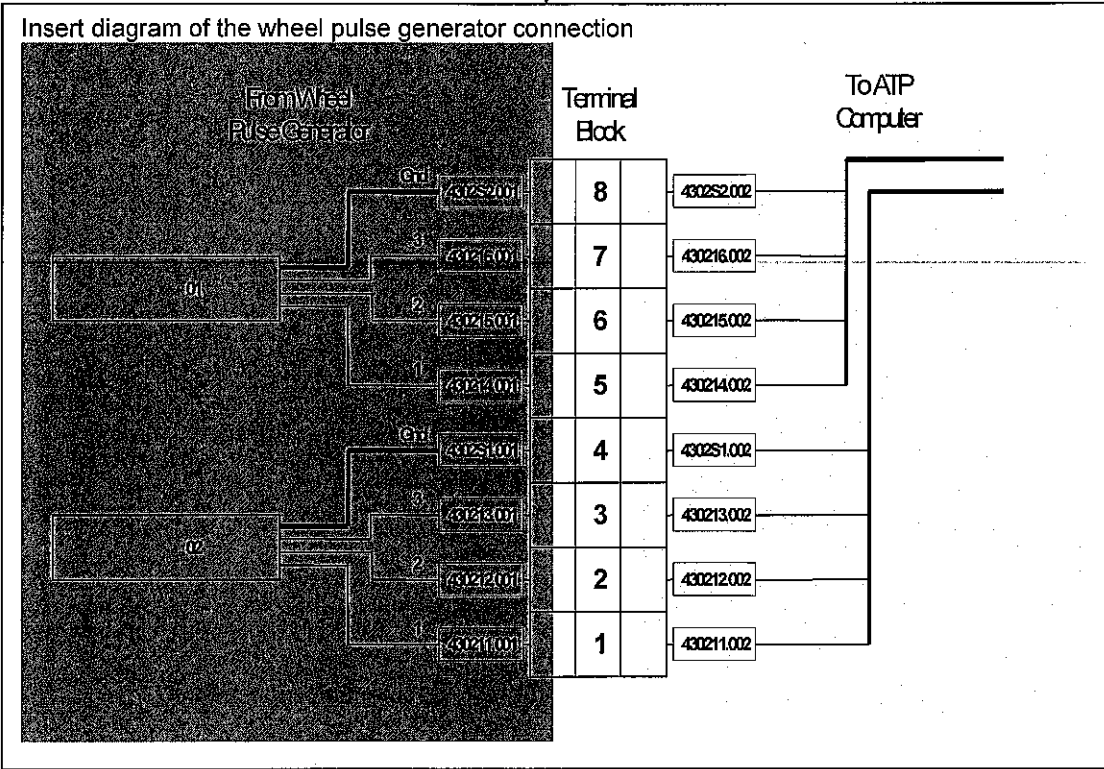 Insert diagram of the wheel pulse generator connection
From Wheel
Pulse Generator
Terminal
Block
To ATP
Computer
Gnd 4302S2.001 8 4302S2.002
3 430216.001 7 430216.002
01
2 430215.001 6 430215.002
1 430214.001 5 430214.002
Gnd 4302S1.001 4 4302S1.002
3 430213.001 3 430213.002
02
2 430212.001 2 430212.002
1 430211.001 1 430211.002